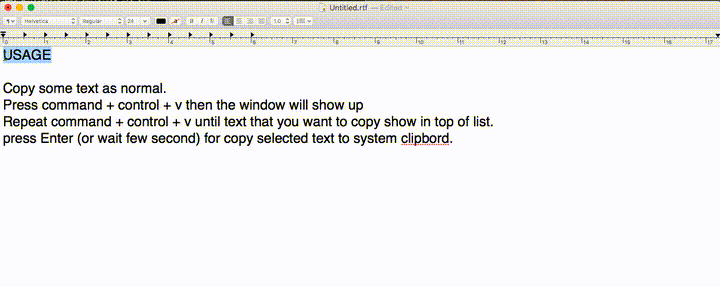 Untitled.rtf — Edited
¶ Helvetica Regular 24 a B I U 1.0
0 1 2 3 4 5 6 7 8 9 10 11 12 13 14 15 16 17
USAGE
Copy some text as normal.
Press command + control + v then the window will show up
Repeat command + control + v until text that you want to copy show in top of list.
press Enter (or wait few second) for copy selected text to system clipbord.